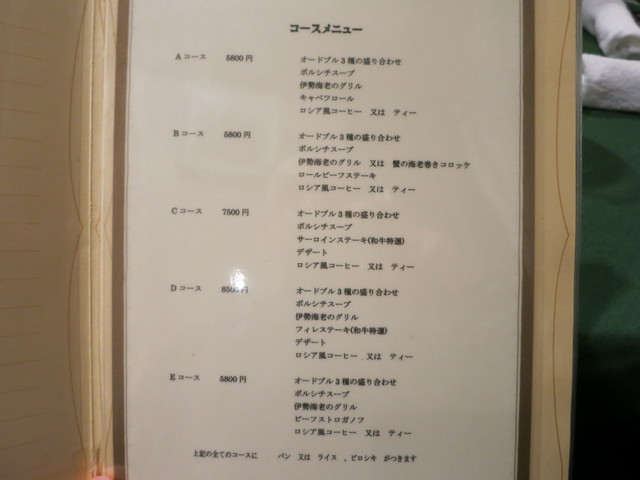 コースメニュー
Aコース 5800円 オードブル3種の盛り合わせ
ボルシチスープ
伊勢海老のグリル
キャベツロール
ロシア風コーヒー 又は ティー
Bコース 5800円 オードブル3種の盛り合わせ
ボルシチスープ
伊勢海老のグリル 又は 蟹の海老巻きコロッケ
ロールビーフステーキ
ロシア風コーヒー 又は ティー
Cコース 7500円 オードブル3種の盛り合わせ
ボルシチスープ
サーロインステーキ(和牛特選)
デザート
ロシア風コーヒー 又は ティー
Dコース 8500円 オードブル3種の盛り合わせ
ボルシチスープ
伊勢海老のグリル
フィレステーキ(和牛特選)
デザート
ロシア風コーヒー . 又は ティー
Eコース 5800円 オードブル3種の盛り合わせ
ボルシチスープ
伊勢海老のグリル
ビーフストロガノフ
ロシア風コーヒー 又は ティー
上記の全てのコースに パン 又は ライス 、ピロシキ がつきます